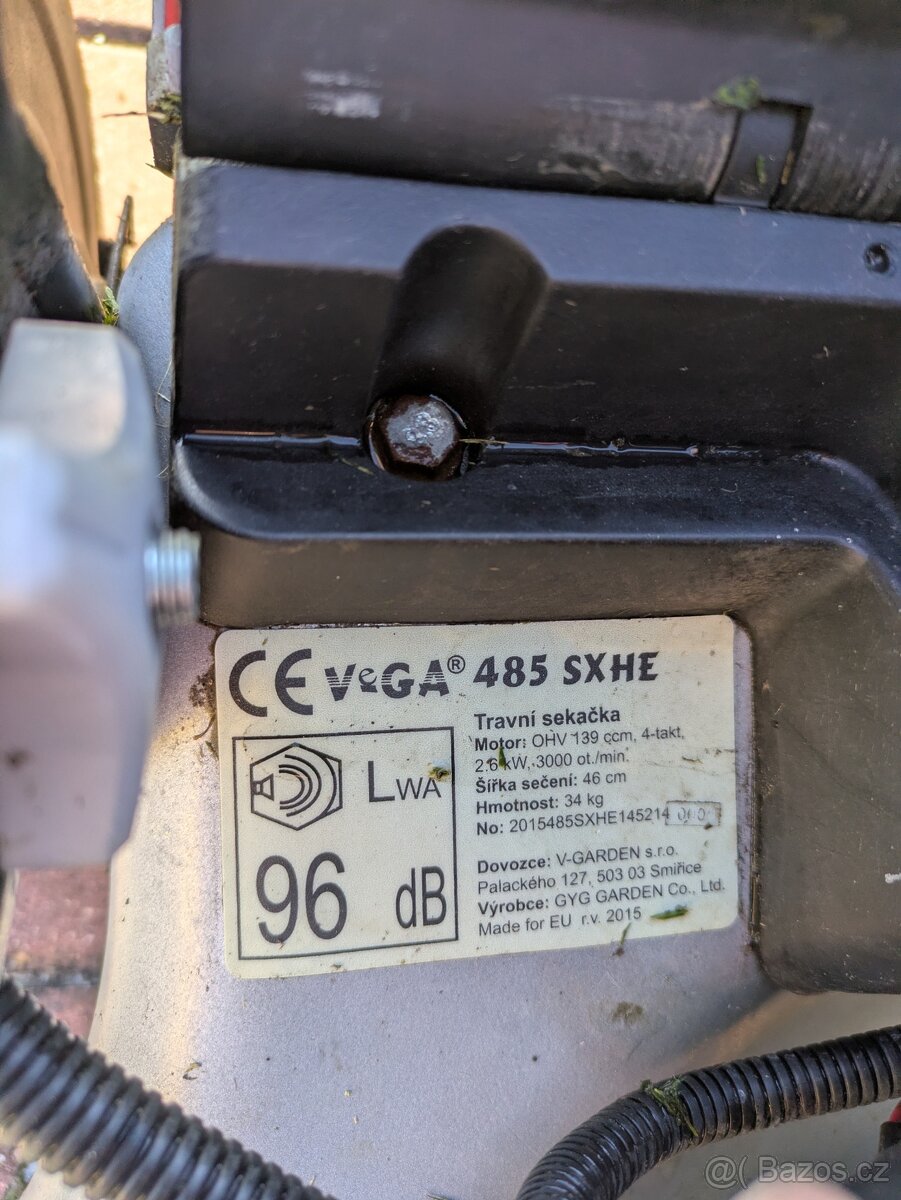 CE VeGA® 485 SXHE
Travní sekačka
Motor: OHV 139 ccm, 4-takt,
2.6 kW, 3000 ot./min.
Šířka sečení: 46 cm
Hmotnost: 34 kg
No: 2015485SXHE145214
LWA
96 dB
Dovozce: V-GARDEN s.r.o.
Palackého 127, 503 03 Smiřice
Výrobce: GYG GARDEN Co., Ltd.
Made for EU r.v. 2015
@( Bazos.cz